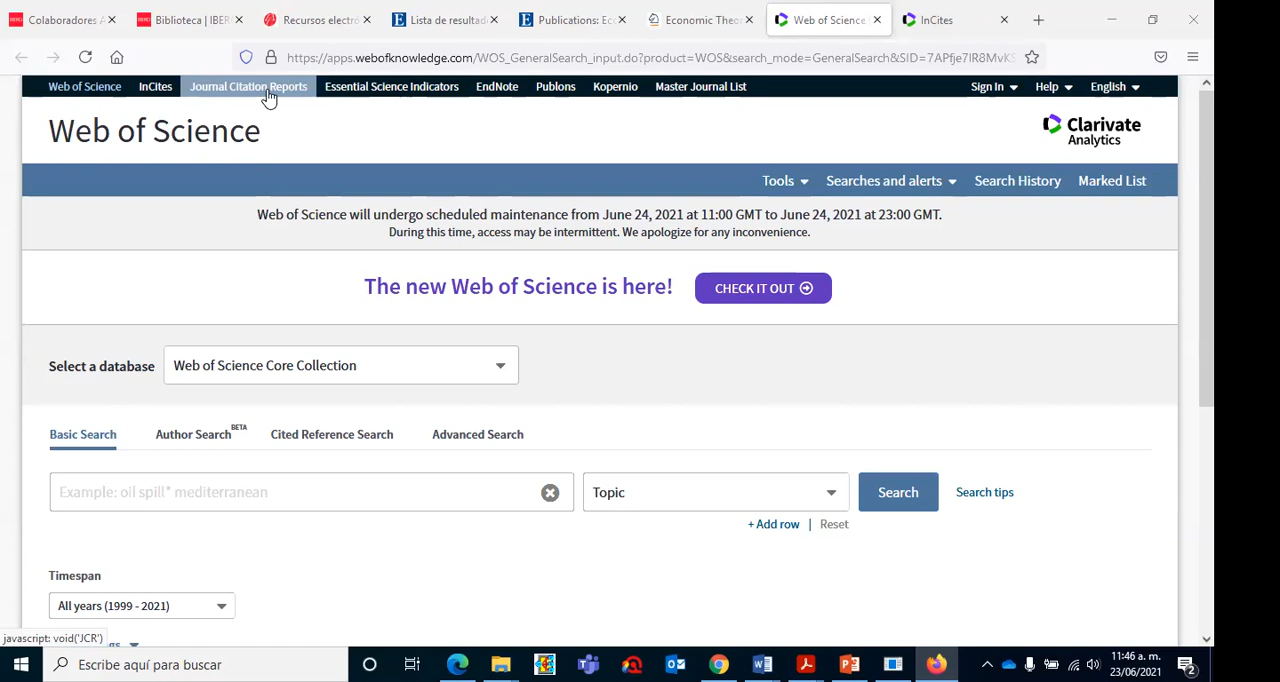 Colaboradores A
Biblioteca | IBER
Recursos electró
Lista de resultad
Publications: Ec
Economic Theo
Web of Science
InCites
https://apps.webofknowledge.com/WOS_GeneralSearch_input.do?product=WOS&search_mode=GeneralSearch&SID=7APfje7IR8MvKS
Web of Science InCites Journal Citation Reports Essential Science Indicators EndNote Publons Kopernio Master Journal List Sign In Help English
Web of Science
Clarivate
Analytics
Tools Searches and alerts Search History Marked List
Web of Science will undergo scheduled maintenance from June 24, 2021 at 11:00 GMT to June 24, 2021 at 23:00 GMT.
During this time, access may be intermittent. We apologize for any inconvenience.
The new Web of Science is here! CHECK IT OUT
Select a database Web of Science Core Collection
Basic Search Author Search BETA Cited Reference Search Advanced Search
Example: oil spill* mediterranean Topic Search Search tips
+ Add row | Reset
Timespan
All years (1999 - 2021)
javascript: void('JCR')
Escribe aquí para buscar
11:46 a. m.
23/06/2021
2